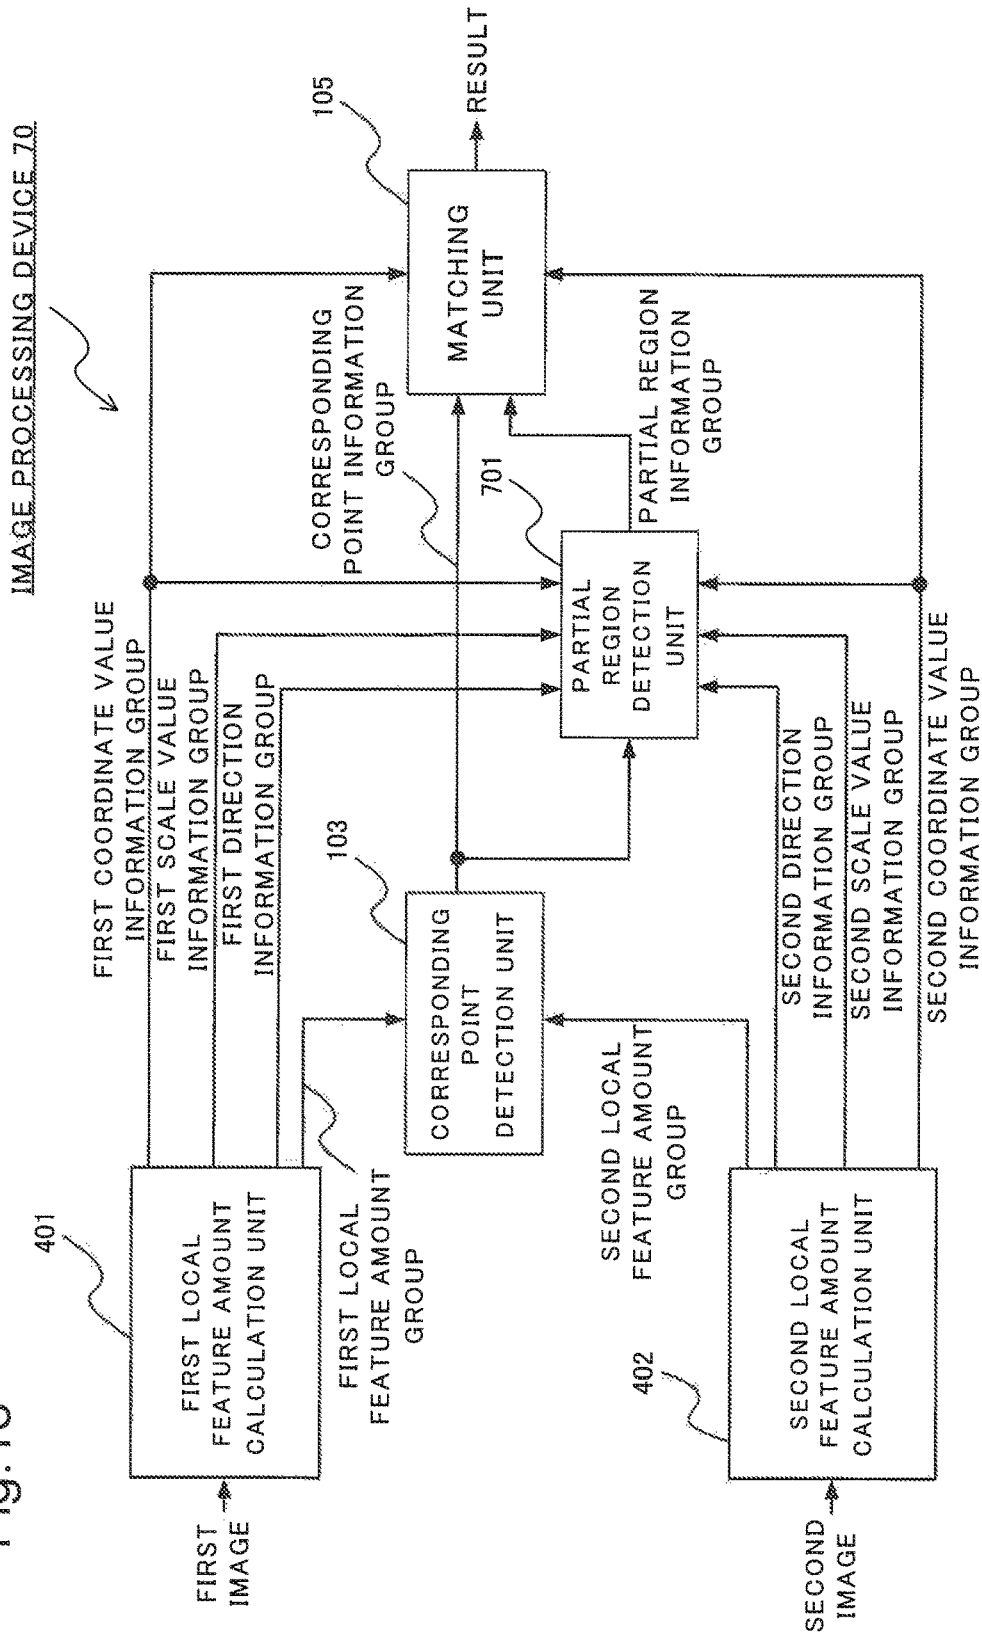 IMAGE PROCESSING DEVICE 70
FIRST
IMAGE
401
FIRST LOCAL
FEATURE AMOUNT
CALCULATION UNIT
FIRST COORDINATE VALUE
INFORMATION GROUP
FIRST SCALE VALUE
INFORMATION GROUP
FIRST DIRECTION
INFORMATION GROUP
FIRST LOCAL
FEATURE AMOUNT
GROUP
103
CORRESPONDING
POINT
DETECTION UNIT
CORRESPONDING
POINT INFORMATION
GROUP
701
PARTIAL
REGION
DETECTION
UNIT
PARTIAL REGION
INFORMATION
GROUP
105
MATCHING
UNIT
RESULT
SECOND
IMAGE
402
SECOND LOCAL
FEATURE AMOUNT
CALCULATION UNIT
SECOND LOCAL
FEATURE AMOUNT
GROUP
SECOND DIRECTION
INFORMATION GROUP
SECOND SCALE VALUE
INFORMATION GROUP
SECOND COORDINATE VALUE
INFORMATION GROUP